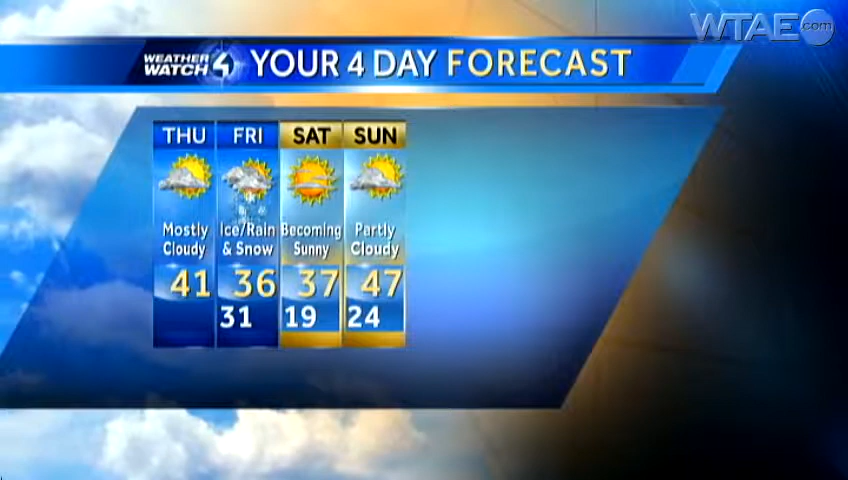 WTAE.com
WEATHER
WATCH 4
YOUR 4 DAY FORECAST
THU FRI SAT SUN
Mostly Cloudy
Ice/Rain & Snow
Becoming Sunny
Partly Cloudy
41 36 37 47
31 19 24